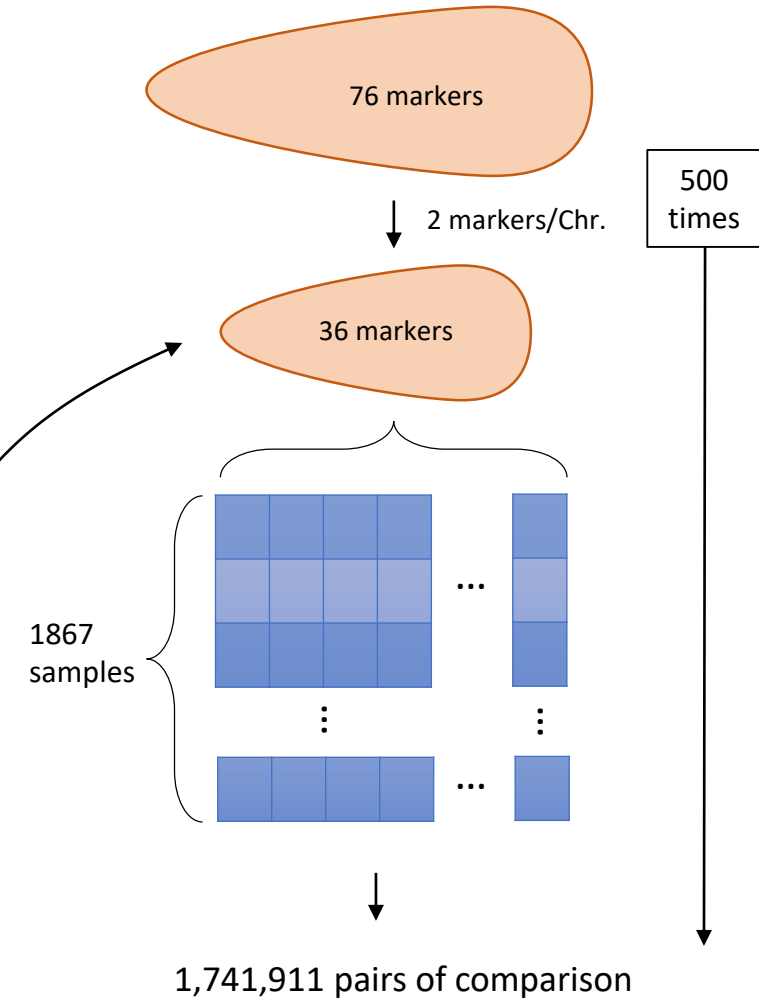 76 markers
2 markers/Chr.
500
times
36 markers
1867
samples
...
...
...
...
1,741,911 pairs of comparison